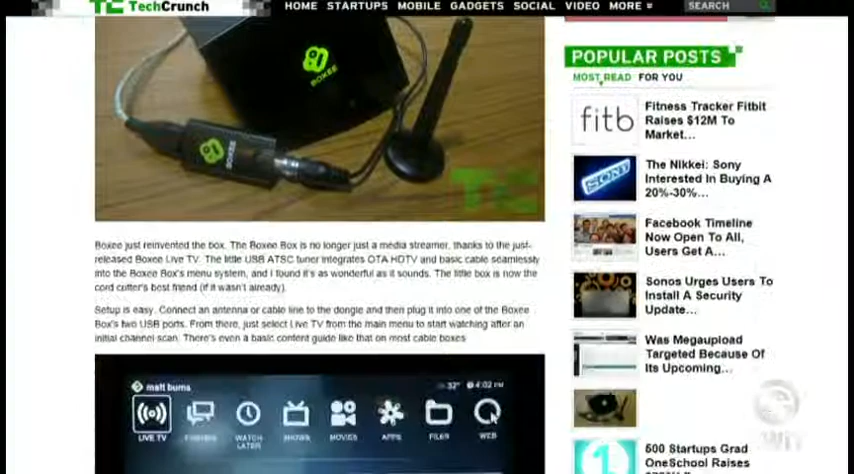 TechCrunch
HOME STARTUPS MOBILE GADGETS SOCIAL VIDEO MORE
SEARCH
BOXEE
BOXEE
TC
Boxee just reinvented the box. The Boxee Box is no longer just a media streamer, thanks to the just-
released Boxee Live TV. The little USB ATSC tuner integrates OTA HDTV and basic cable seamlessly
into the Boxee Box's menu system, and I found it's as wonderful as it sounds. The little box is now the
cord cutter's best friend (if it wasn't already).
Setup is easy. Connect an antenna or cable line to the dongle and then plug it into one of the Boxee
Box's two USB ports. From there, just select Live TV from the main menu to start watching after an
initial channel scan. There's even a basic content guide like that on most cable boxes
matt burns
32° 4:02 PM
LIVE TV FRIENDS WATCH LATER SHOWS MOVIES APPS FILES WEB
POPULAR POSTS
MOST READ FOR YOU
fitb
Fitness Tracker Fitbit
Raises $12M To
Market...
SONY
The Nikkei: Sony
Interested In Buying A
20%-30%...
Facebook Timeline
Now Open To All,
Users Get A...
Sonos Urges Users To
Install A Security
Update...
Was Megaupload
Targeted Because Of
Its Upcoming...
1
500 Startups Grad
OneSchool Raises
TWiT